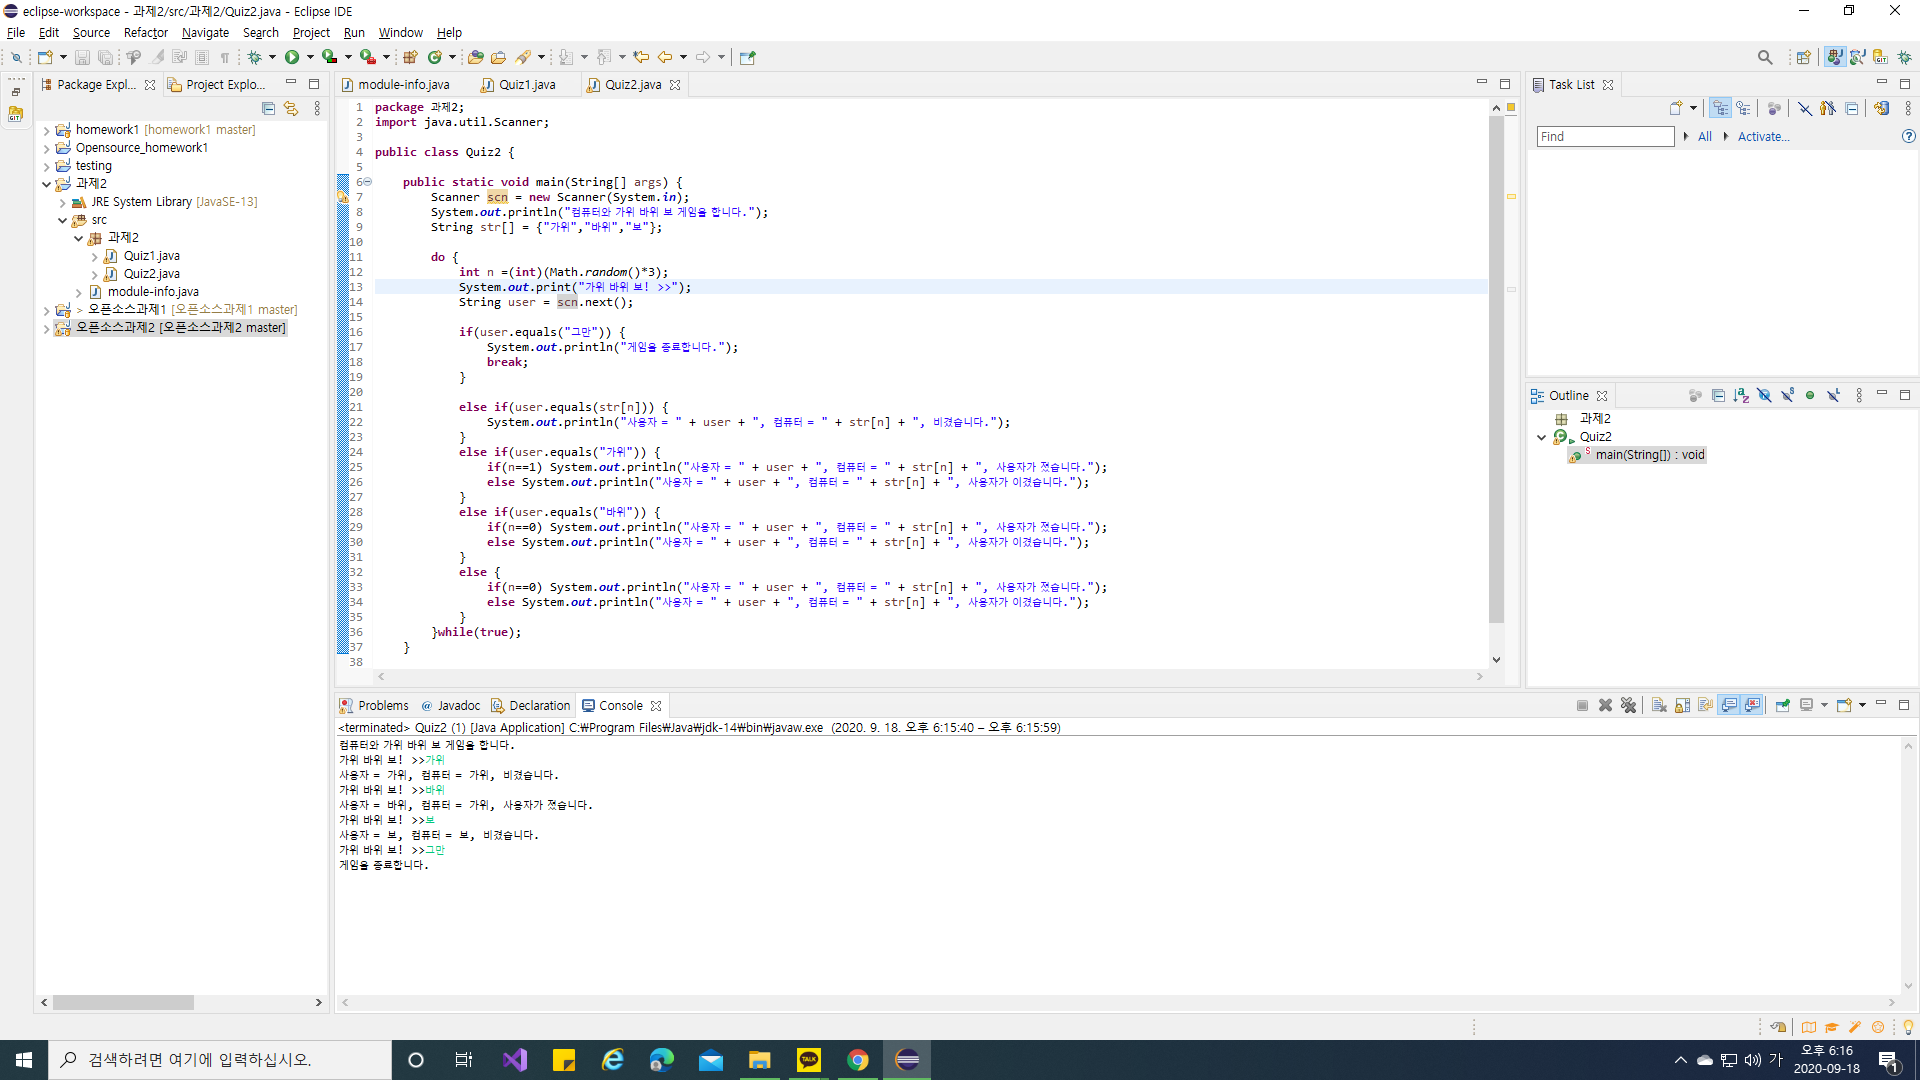 eclipse-workspace - 과제2/src/과제2/Quiz2.java - Eclipse IDE
File Edit Source Refactor Navigate Search Project Run Window Help
Package Expl... Project Explo...
homework1 [homework1 master]
Opensource_homework1
testing
과제2
JRE System Library [JavaSE-13]
src
과제2
Quiz1.java
Quiz2.java
module-info.java
> 오픈소스과제1 [오픈소스과제1 master]
오픈소스과제2 [오픈소스과제2 master]
module-info.java Quiz1.java Quiz2.java
1 package 과제2;
2 import java.util.Scanner;
3
4 public class Quiz2 {
5
6 public static void main(String[] args) {
7 Scanner scn = new Scanner(System.in);
8 System.out.println("컴퓨터와 가위 바위 보 게임을 합니다.");
9 String str[] = {"가위","바위","보"};
10
11 do {
12 int n =(int)(Math.random()*3);
13 System.out.print("가위 바위 보! >>");
14 String user = scn.next();
15
16 if(user.equals("그만")) {
17 System.out.println("게임을 종료합니다.");
18 break;
19 }
20
21 else if(user.equals(str[n])) {
22 System.out.println("사용자 = " + user + ", 컴퓨터 = " + str[n] + ", 비겼습니다.");
23 }
24 else if(user.equals("가위")) {
25 if(n==1) System.out.println("사용자 = " + user + ", 컴퓨터 = " + str[n] + ", 사용자가 졌습니다.");
26 else System.out.println("사용자 = " + user + ", 컴퓨터 = " + str[n] + ", 사용자가 이겼습니다.");
27 }
28 else if(user.equals("바위")) {
29 if(n==0) System.out.println("사용자 = " + user + ", 컴퓨터 = " + str[n] + ", 사용자가 졌습니다.");
30 else System.out.println("사용자 = " + user + ", 컴퓨터 = " + str[n] + ", 사용자가 이겼습니다.");
31 }
32 else {
33 if(n==0) System.out.println("사용자 = " + user + ", 컴퓨터 = " + str[n] + ", 사용자가 졌습니다.");
34 else System.out.println("사용자 = " + user + ", 컴퓨터 = " + str[n] + ", 사용자가 이겼습니다.");
35 }
36 }while(true);
37 }
38
Task List
Find All Activate...
Outline
과제2
Quiz2
main(String[]) : void
Problems @ Javadoc Declaration Console
<terminated> Quiz2 (1) [Java Application] C:₩Program Files₩Java₩jdk-14₩bin₩javaw.exe (2020. 9. 18. 오후 6:15:40 – 오후 6:15:59)
컴퓨터와 가위 바위 보 게임을 합니다.
가위 바위 보! >>가위
사용자 = 가위, 컴퓨터 = 가위, 비겼습니다.
가위 바위 보! >>바위
사용자 = 바위, 컴퓨터 = 가위, 사용자가 졌습니다.
가위 바위 보! >>보
사용자 = 보, 컴퓨터 = 보, 비겼습니다.
가위 바위 보! >>그만
게임을 종료합니다.
검색하려면 여기에 입력하십시오.
TALK
가
오후 6:16
2020-09-18
1